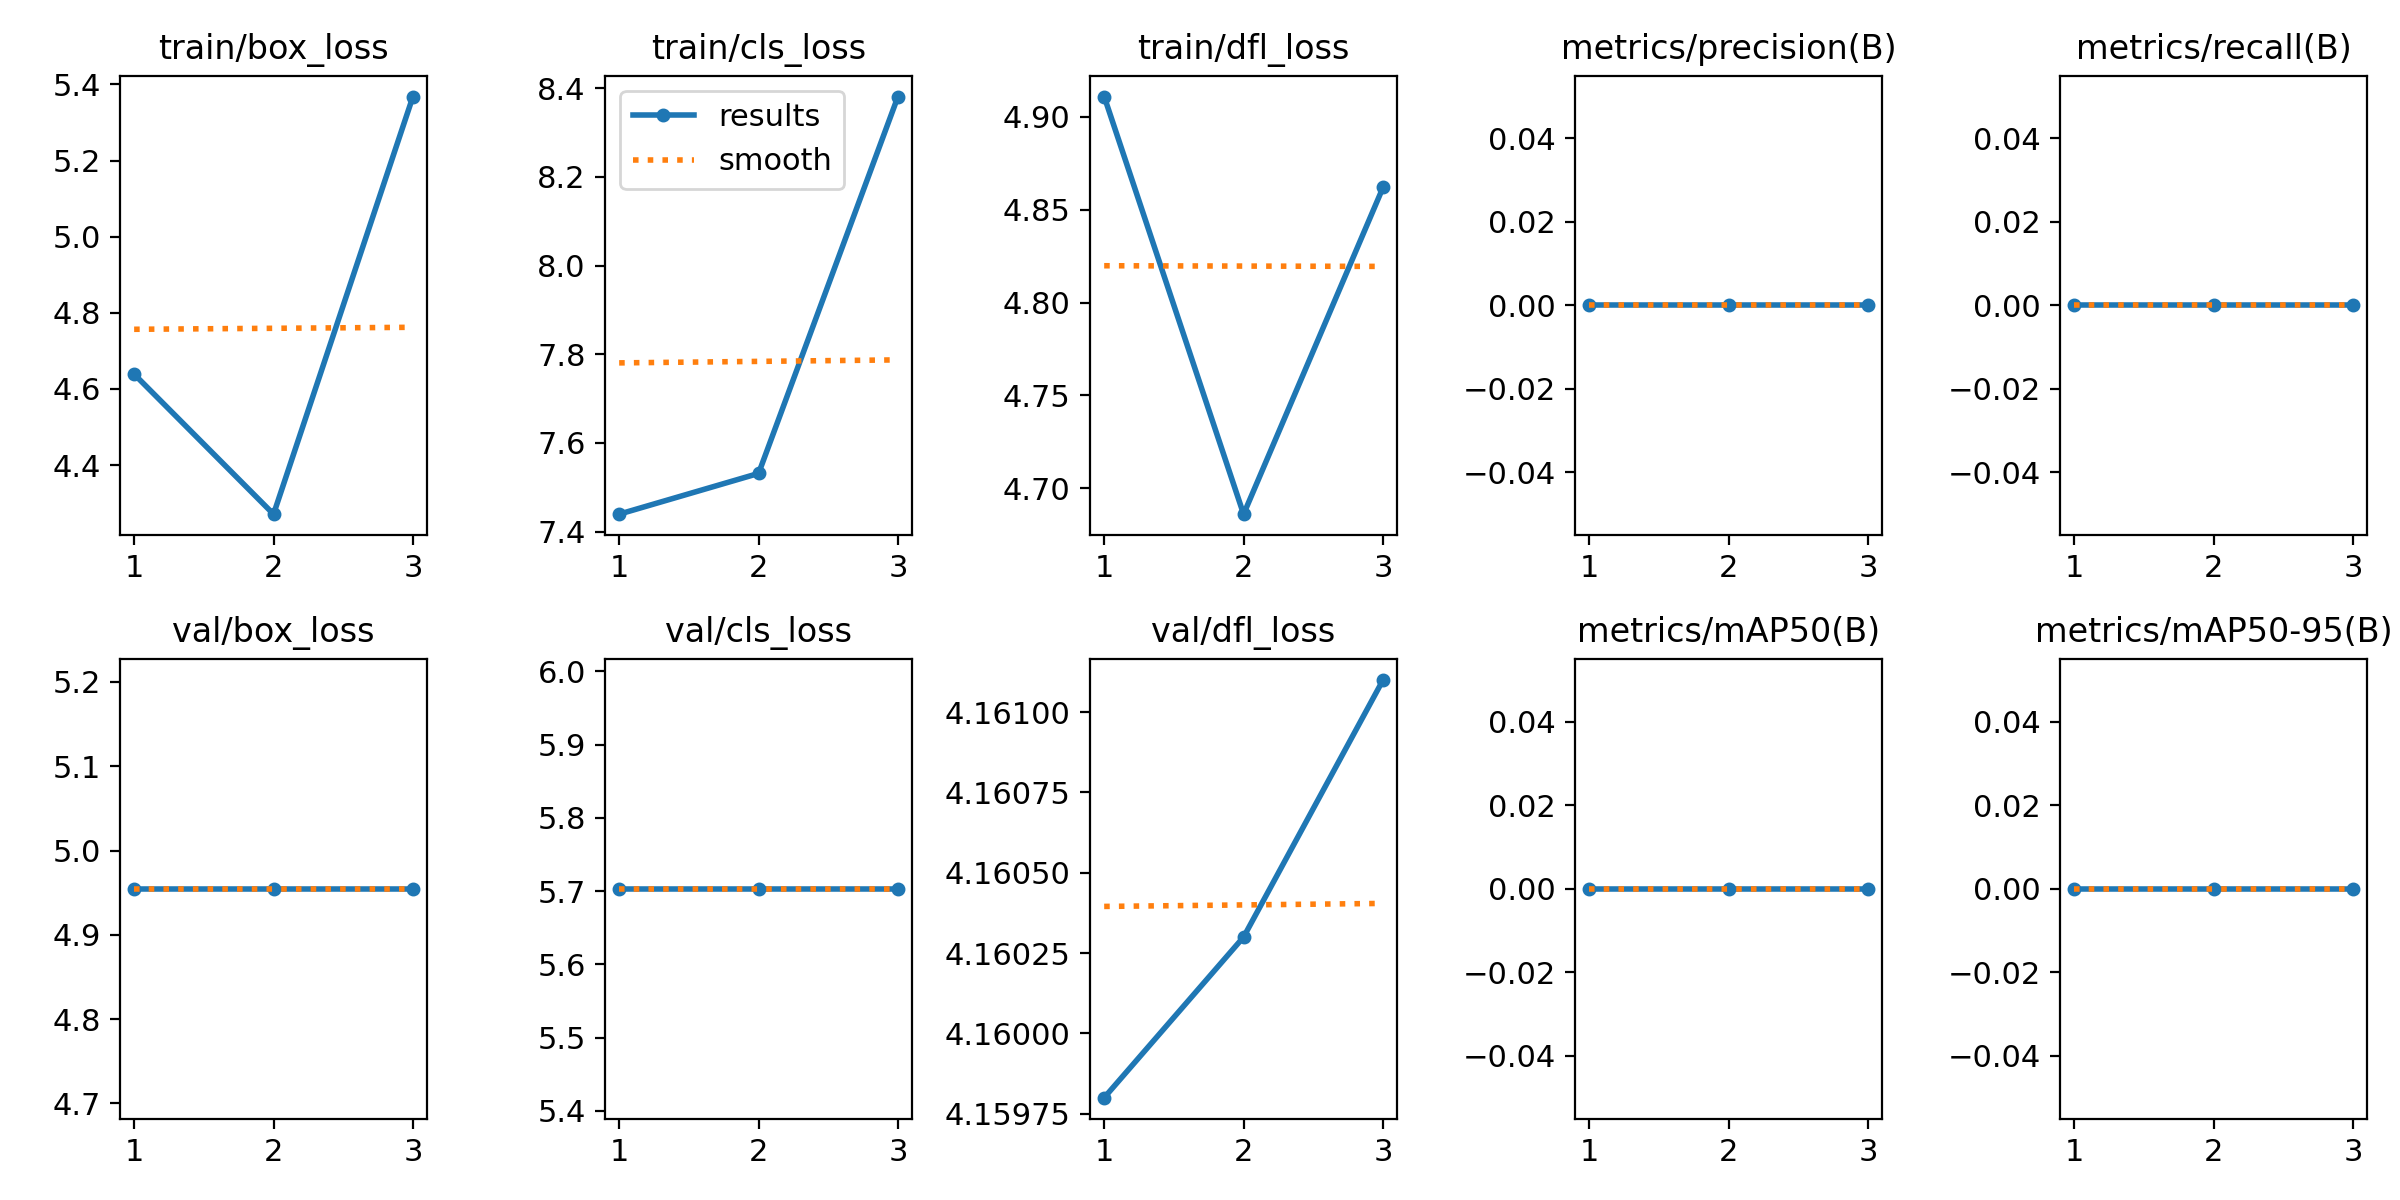 train/box_loss
5.4
5.2
5.0
4.8
4.6
4.4
1 2 3
train/cls_loss
results
smooth
8.4
8.2
8.0
7.8
7.6
7.4
1 2 3
train/dfl_loss
4.90
4.85
4.80
4.75
4.70
1 2 3
metrics/precision(B)
0.04
0.02
0.00
−0.02
−0.04
1 2 3
metrics/recall(B)
0.04
0.02
0.00
−0.02
−0.04
1 2 3
val/box_loss
5.2
5.1
5.0
4.9
4.8
4.7
1 2 3
val/cls_loss
6.0
5.9
5.8
5.7
5.6
5.5
5.4
1 2 3
val/dfl_loss
4.16100
4.16075
4.16050
4.16025
4.16000
4.15975
1 2 3
metrics/mAP50(B)
0.04
0.02
0.00
−0.02
−0.04
1 2 3
metrics/mAP50-95(B)
0.04
0.02
0.00
−0.02
−0.04
1 2 3